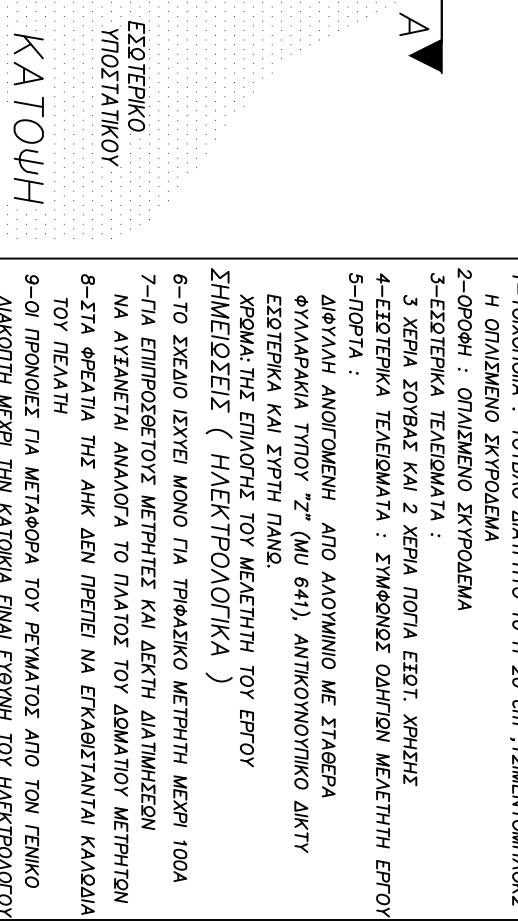 Α
ΕΣΩΤΕΡΙΚΟ
ΥΠΟΣΤΑΤΙΚΟΥ
ΚΑΤΟΨΗ
Η ΟΠΛΙΣΜΕΝΟ ΣΚΥΡΟΔΕΜΑ
2-ΟΡΟΦΗ : ΟΠΛΙΣΜΕΝΟ ΣΚΥΡΟΔΕΜΑ
3-ΕΣΩΤΕΡΙΚΑ ΤΕΛΕΙΩΜΑΤΑ :
3 ΧΕΡΙΑ ΣΟΥΒΑΣ ΚΑΙ 2 ΧΕΡΙΑ ΠΟΓΙΑ ΕΞΩΤ. ΧΡΗΣΗΣ
4-ΕΞΩΤΕΡΙΚΑ ΤΕΛΕΙΩΜΑΤΑ : ΣΥΜΦΩΝΩΣ ΟΔΗΓΙΩΝ ΜΕΛΕΤΗΤΗ ΕΡΓΟΥ
5-ΠΟΡΤΑ :
ΔΙΦΥΛΛΗ ΑΝΟΙΓΟΜΕΝΗ ΑΠΟ ΑΛΟΥΜΙΝΙΟ ΜΕ ΣΤΑΘΕΡΑ
ΦΥΛΛΑΡΑΚΙΑ ΤΥΠΟΥ "Ζ" (MU 641), ΑΝΤΙΚΟΥΝΟΥΠΙΚΟ ΔΙΚΤΥ
ΕΣΩΤΕΡΙΚΑ ΚΑΙ ΣΥΡΤΗ ΠΑΝΩ.
ΧΡΩΜΑ: ΤΗΣ ΕΠΙΛΟΓΗΣ ΤΟΥ ΜΕΛΕΤΗΤΗ ΤΟΥ ΕΡΓΟΥ
ΣΗΜΕΙΩΣΕΙΣ ( ΗΛΕΚΤΡΟΛΟΓΙΚΑ )
6-ΤΟ ΣΧΕΔΙΟ ΙΣΧΥΕΙ ΜΟΝΟ ΓΙΑ ΤΡΙΦΑΣΙΚΟ ΜΕΤΡΗΤΗ ΜΕΧΡΙ 100Α
7-ΓΙΑ ΕΠΙΠΡΟΣΘΕΤΟΥΣ ΜΕΤΡΗΤΕΣ ΚΑΙ ΔΕΚΤΗ ΔΙΑΤΙΜΗΣΕΩΝ
ΝΑ ΑΥΞΑΝΕΤΑΙ ΑΝΑΛΟΓΑ ΤΟ ΠΛΑΤΟΣ ΤΟΥ ΔΩΜΑΤΙΟΥ ΜΕΤΡΗΤΩΝ
8-ΣΤΑ ΦΡΕΑΤΙΑ ΤΗΣ ΑΗΚ ΔΕΝ ΠΡΕΠΕΙ ΝΑ ΕΓΚΑΘΙΣΤΑΝΤΑΙ ΚΑΛΩΔΙΑ
ΤΟΥ ΠΕΛΑΤΗ
9-ΟΙ ΠΡΟΝΟΙΕΣ ΓΙΑ ΜΕΤΑΦΟΡΑ ΤΟΥ ΡΕΥΜΑΤΟΣ ΑΠΟ ΤΟΝ ΓΕΝΙΚΟ
ΔΙΑΚΟΠΤΗ ΜΕΧΡΙ ΤΗΝ ΚΑΤΟΙΚΙΑ ΕΙΝΑΙ ΕΥΘΥΝΗ ΤΟΥ ΗΛΕΚΤΡΟΛΟΓΟΥ